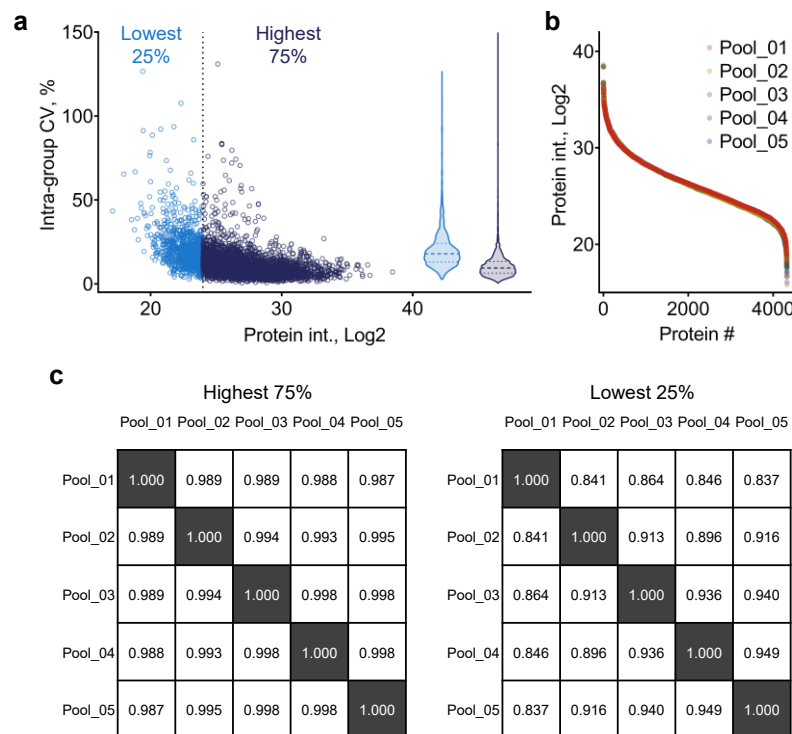 a
Lowest
25%
Highest
75%
150
100
50
0
Intra-group CV, %
20
30
40
Protein int., Log2
b
40
30
20
Protein int., Log2
Pool_01
Pool_02
Pool_03
Pool_04
Pool_05
0
2000
4000
Protein #
c
Highest 75%
Pool_01 Pool_02 Pool_03 Pool_04 Pool_05
Pool_01 1.000 0.989 0.989 0.988 0.987
Pool_02 0.989 1.000 0.994 0.993 0.995
Pool_03 0.989 0.994 1.000 0.998 0.998
Pool_04 0.988 0.993 0.998 1.000 0.998
Pool_05 0.987 0.995 0.998 0.998 1.000
Lowest 25%
Pool_01 Pool_02 Pool_03 Pool_04 Pool_05
Pool_01 1.000 0.841 0.864 0.846 0.837
Pool_02 0.841 1.000 0.913 0.896 0.916
Pool_03 0.864 0.913 1.000 0.936 0.940
Pool_04 0.846 0.896 0.936 1.000 0.949
Pool_05 0.837 0.916 0.940 0.949 1.000